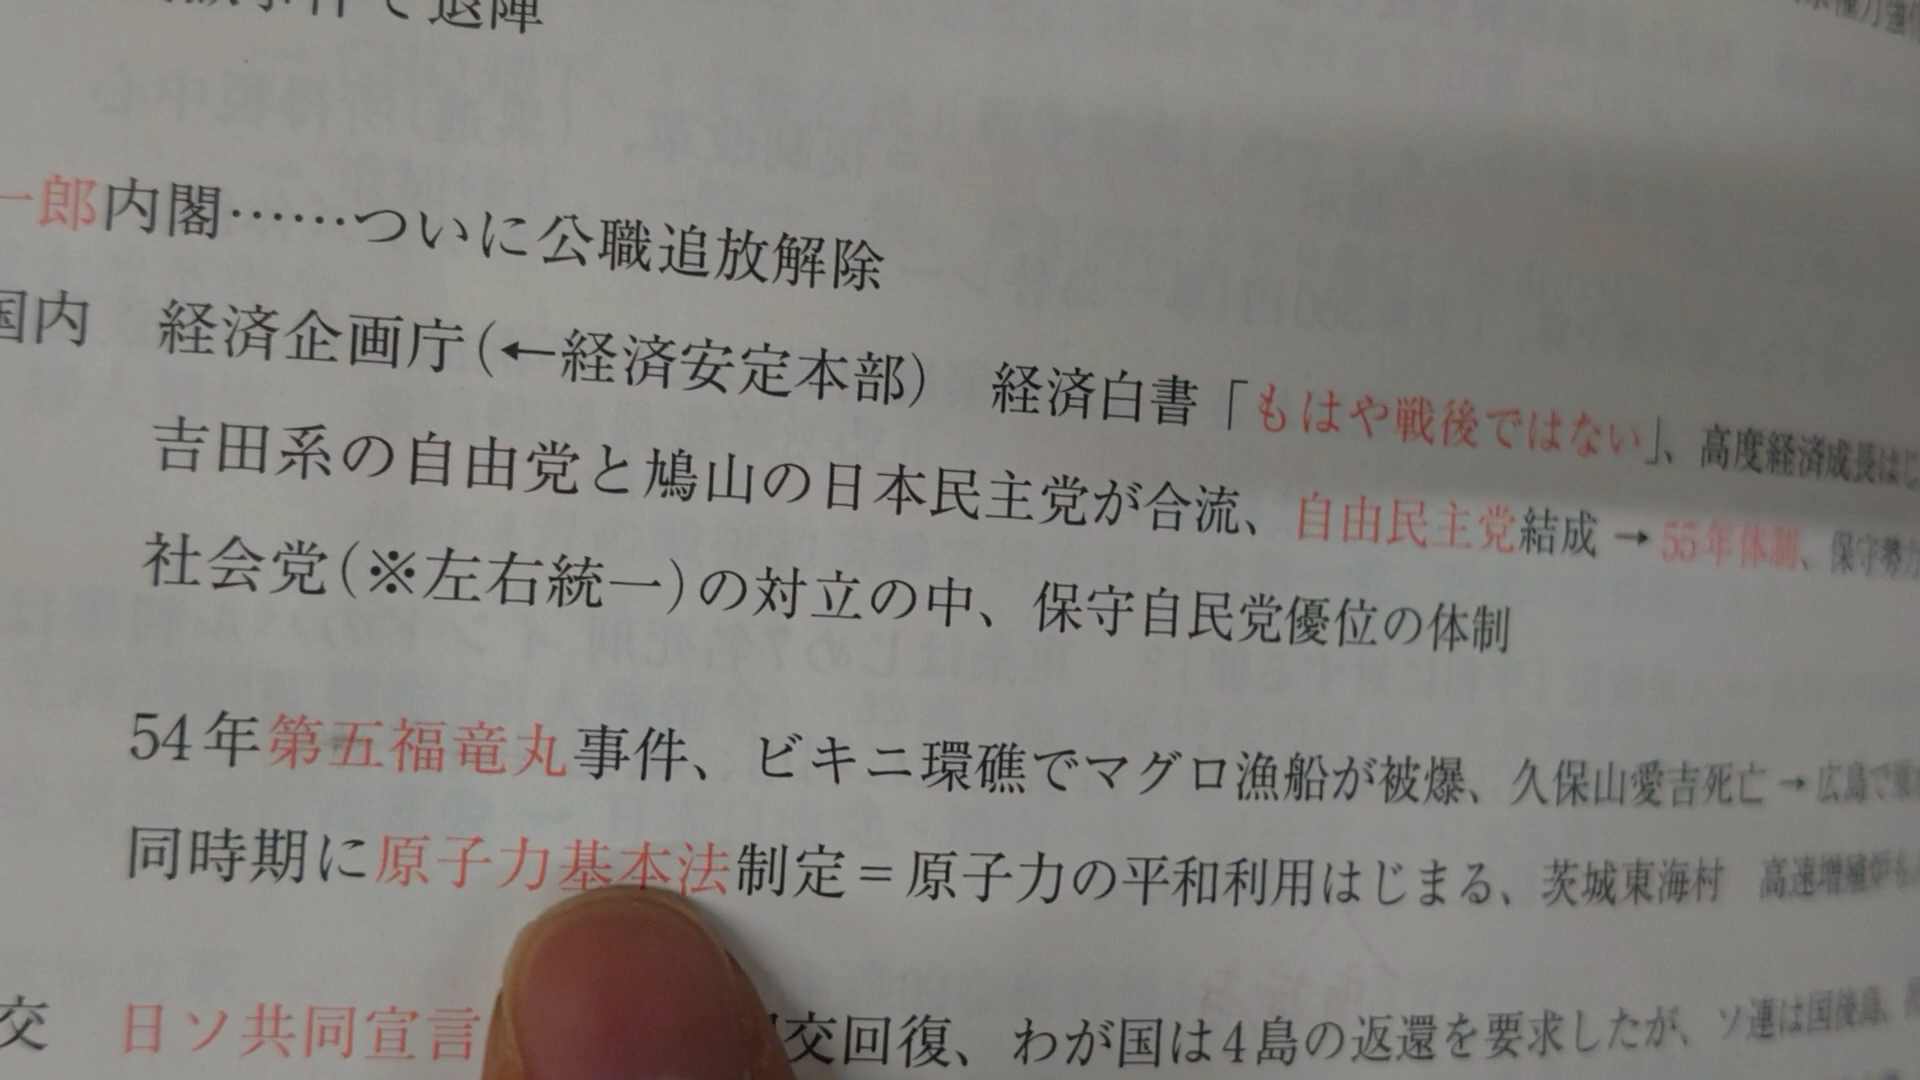 で退陣
一郎内閣……ついに公職追放解除
国内 経済企画庁(←経済安定本部) 経済白書「もはや戦後ではない」、高度経済成長はじ
吉田系の自由党と鳩山の日本民主党が合流、自由民主党結成→55年体制、保守勢力
社会党(※左右統一)の対立の中、保守自民党優位の体制
54年第五福竜丸事件、ビキニ環礁でマグロ漁船が被爆、久保山愛吉死亡→広島で
同時期に原子力基本法制定=原子力の平和利用はじまる、茨城東海村 高速増殖炉
交 日ソ共同宣言 交回復、わが国は4島の返還を要求したが、ソ連は国後島、